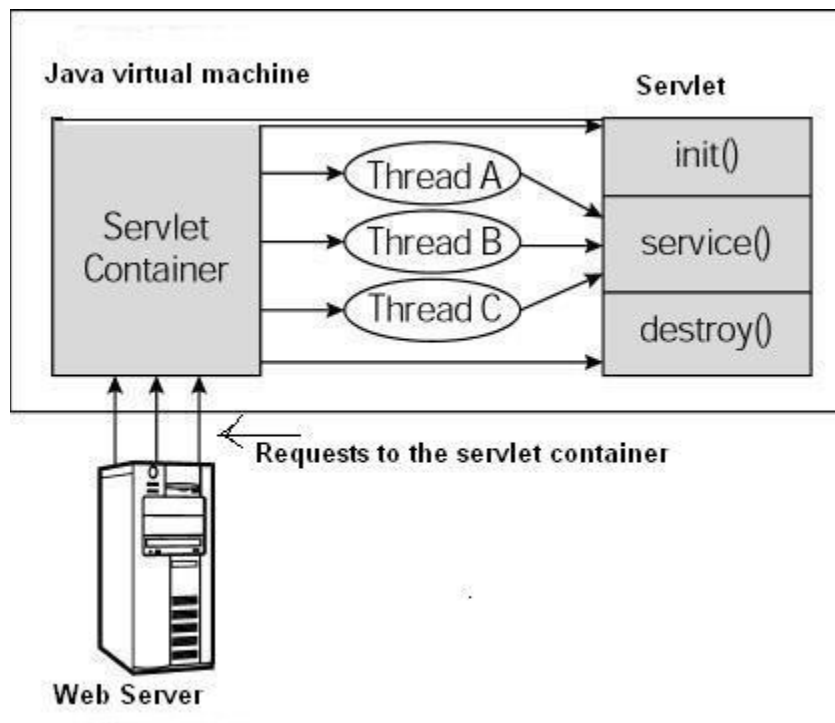 Java virtual machine
Servlet
Servlet
Container
Thread A
Thread B
Thread C
init()
service()
destroy()
Requests to the servlet container
Web Server